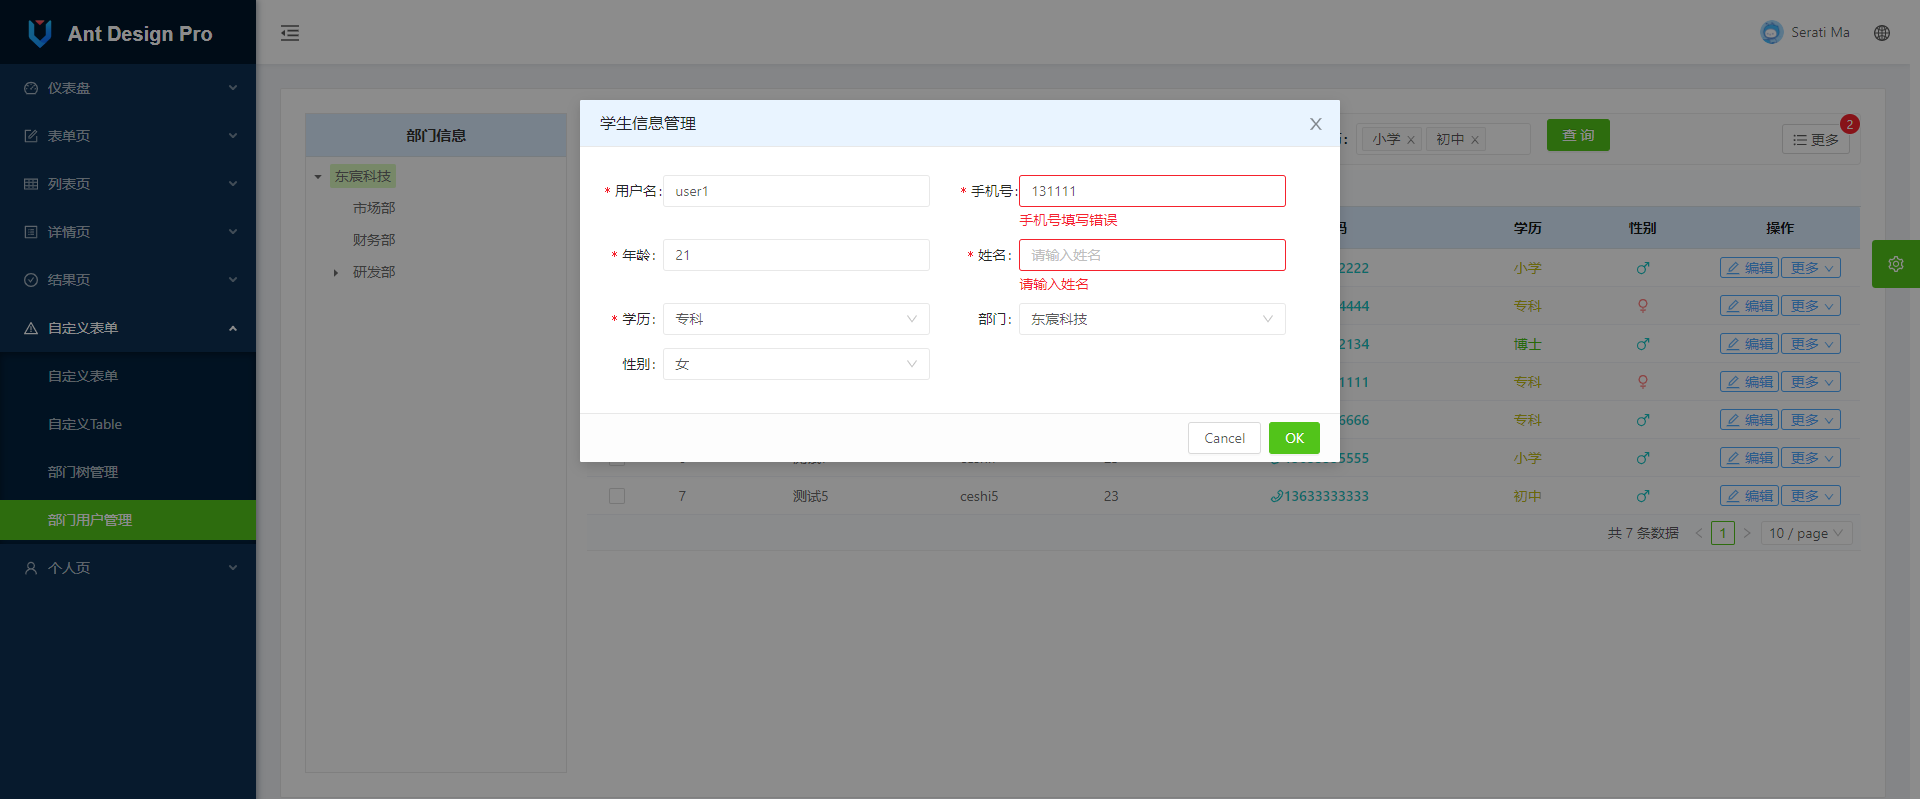 Ant Design Pro
Serati Ma
仪表盘
表单页
列表页
详情页
结果页
自定义表单
自定义表单
自定义Table
部门树管理
部门用户管理
个人页
部门信息
东宸科技
市场部
财务部
研发部
小学 X 初中 X
查 询
更多
2
学生信息管理
X
* 用户名: user1
* 手机号: 131111
手机号填写错误
* 年龄: 21
* 姓名: 请输入姓名
请输入姓名
* 学历: 专科
部门: 东宸科技
性别: 女
Cancel OK
码 学历 性别 操作
2222 小学 编辑 更多
4444 专科 编辑 更多
2134 博士 编辑 更多
1111 专科 编辑 更多
6666 专科 编辑 更多
5555 小学 编辑 更多
7 测试5 ceshi5 23 13633333333 初中 编辑 更多
共 7 条数据 < 1 > 10 / page